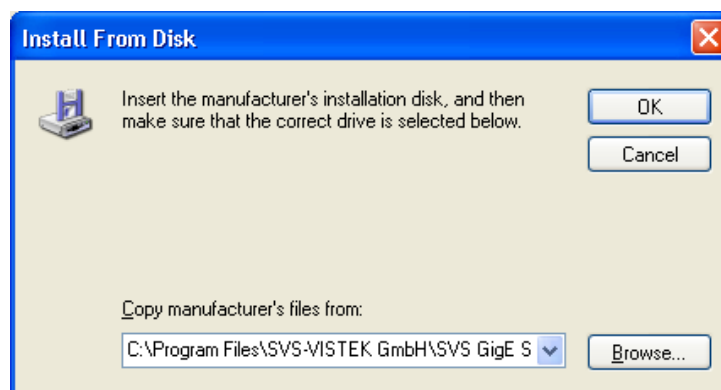 Install From Disk
Insert the manufacturer's installation disk, and then
make sure that the correct drive is selected below.
OK
Cancel
Copy manufacturer's files from:
C:\Program Files\SVS-VISTEK GmbH\SVS GigE S
Browse...